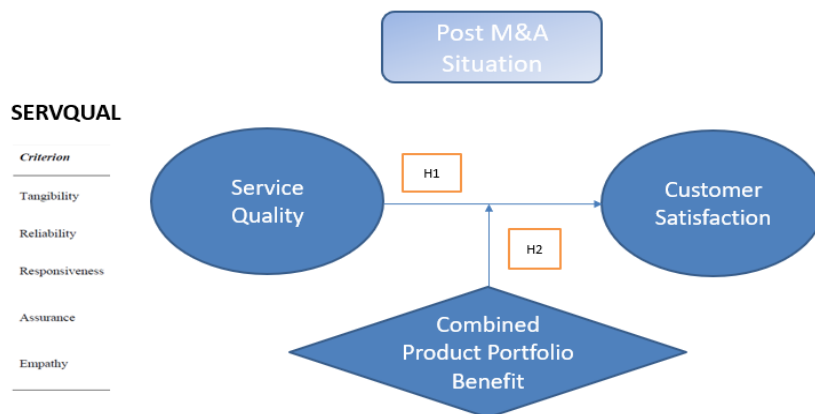 Post M&A
Situation
SERVQUAL
Criterion
Tangibility
Reliability
Responsiveness
Assurance
Empathy
Service
Quality
H1
Customer
Satisfaction
H2
Combined
Product Portfolio
Benefit